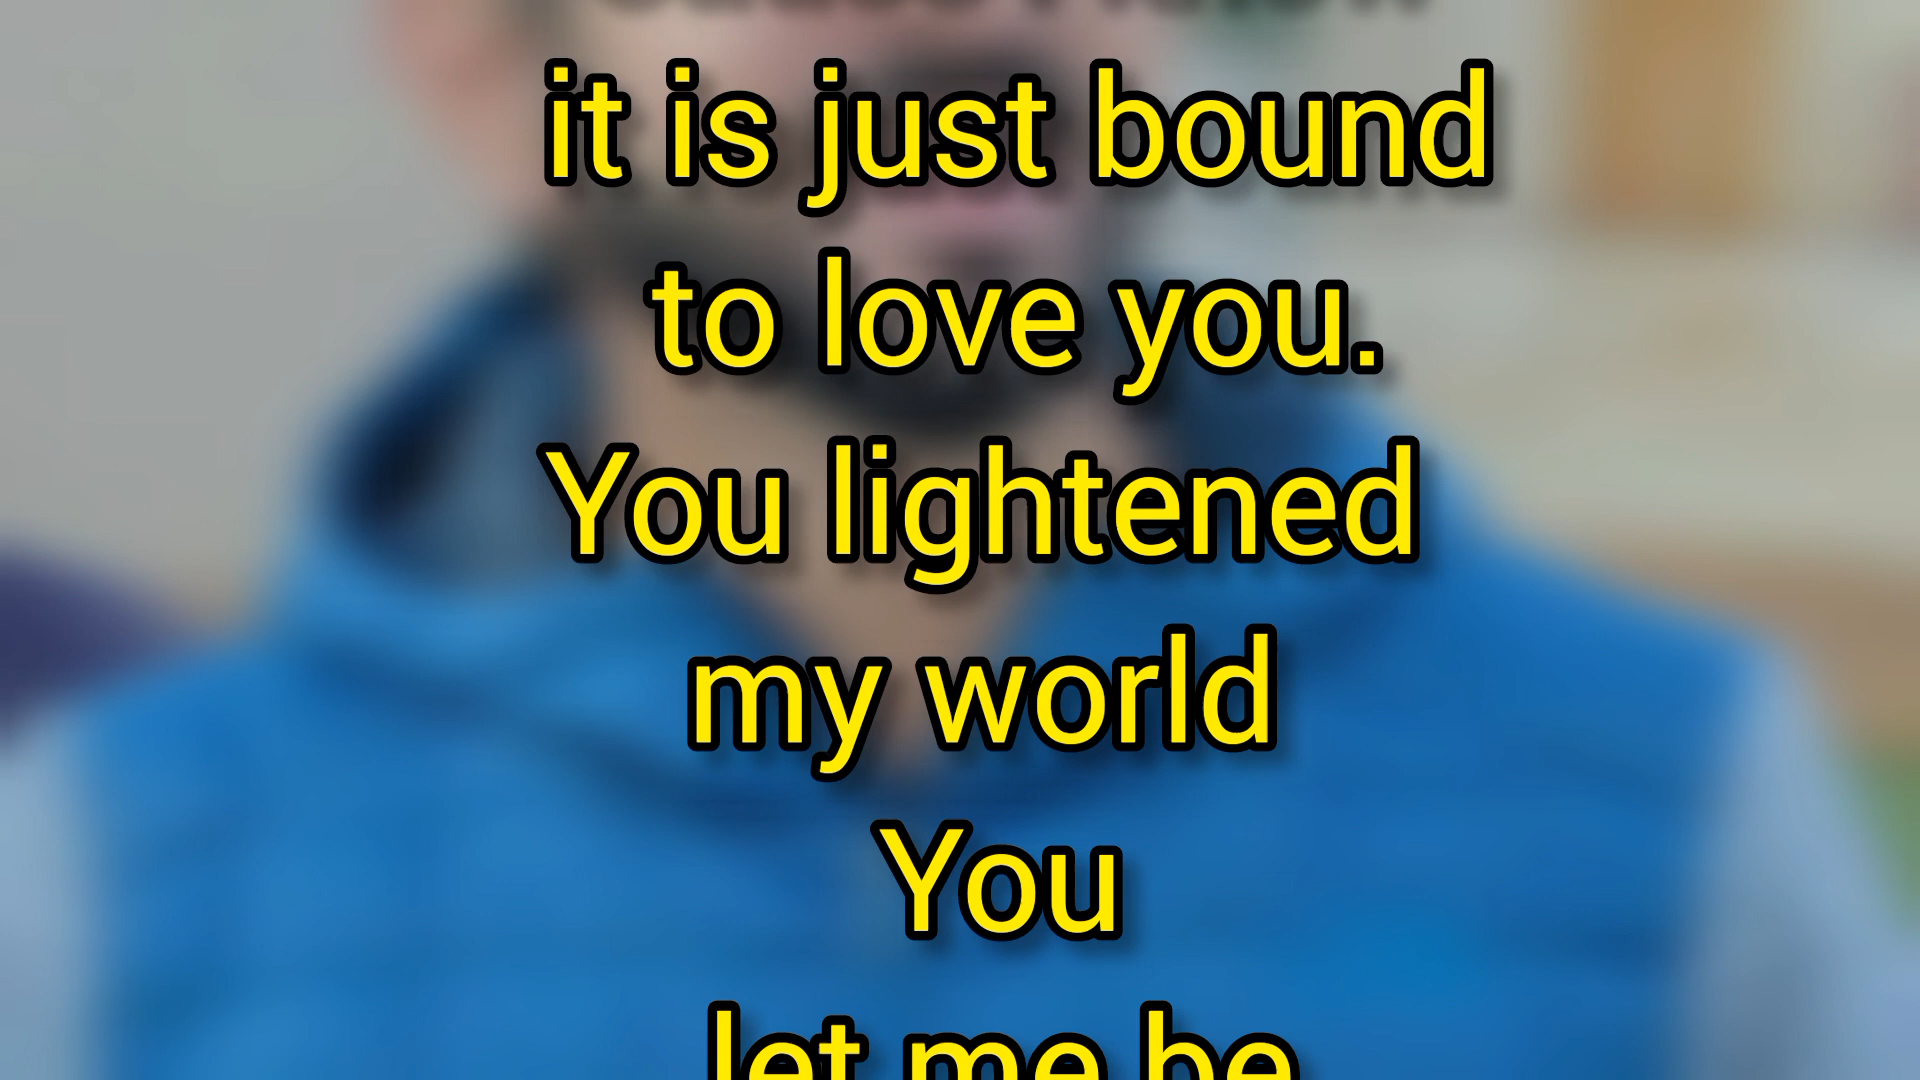 it is just bound
to love you.
You lightened
my world
You
let me be